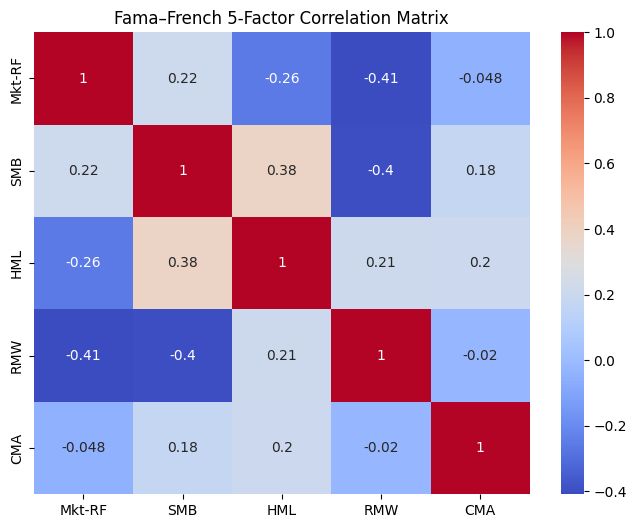 Fama–French 5-Factor Correlation Matrix
Mkt-RF 1 0.22 -0.26 -0.41 -0.048
SMB 0.22 1 0.38 -0.4 0.18
HML -0.26 0.38 1 0.21 0.2
RMW -0.41 -0.4 0.21 1 -0.02
CMA -0.048 0.18 0.2 -0.02 1
Mkt-RF SMB HML RMW CMA
1.0
0.8
0.6
0.4
0.2
0.0
−0.2
−0.4